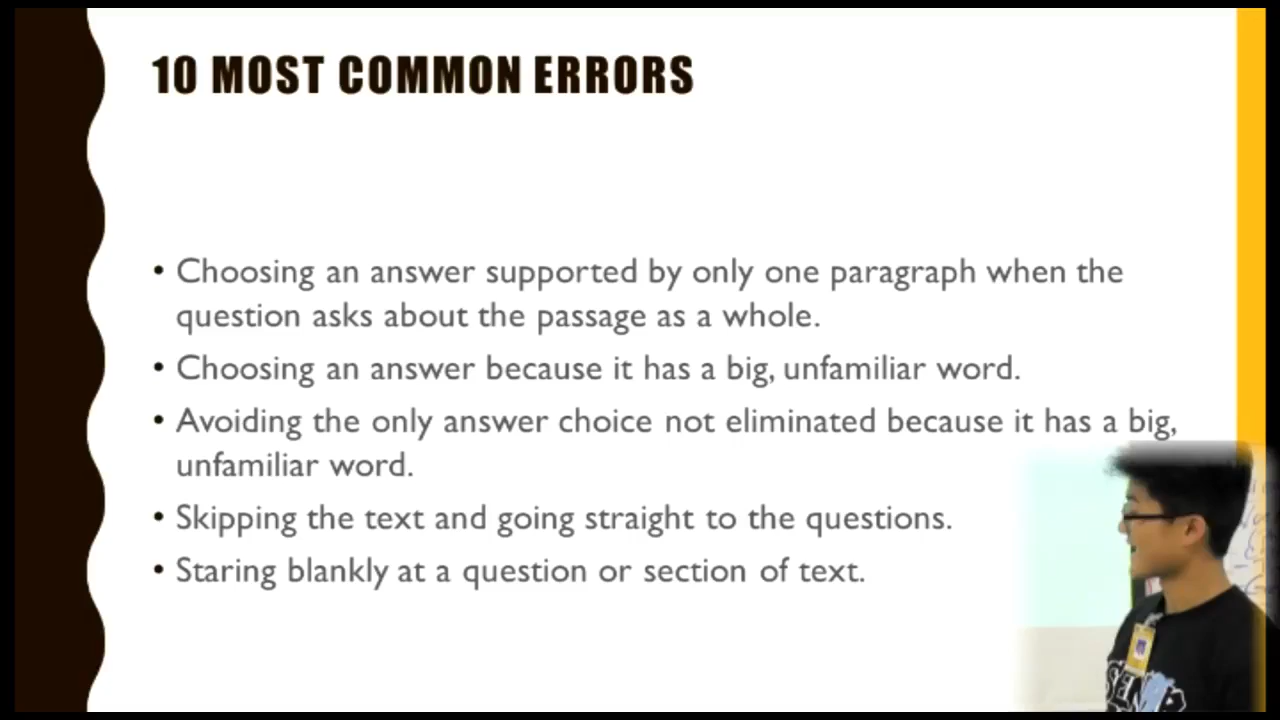 10 MOST COMMON ERRORS
• Choosing an answer supported by only one paragraph when the
question asks about the passage as a whole.
• Choosing an answer because it has a big, unfamiliar word.
• Avoiding the only answer choice not eliminated because it has a big,
unfamiliar word.
• Skipping the text and going straight to the questions.
• Staring blankly at a question or section of text.